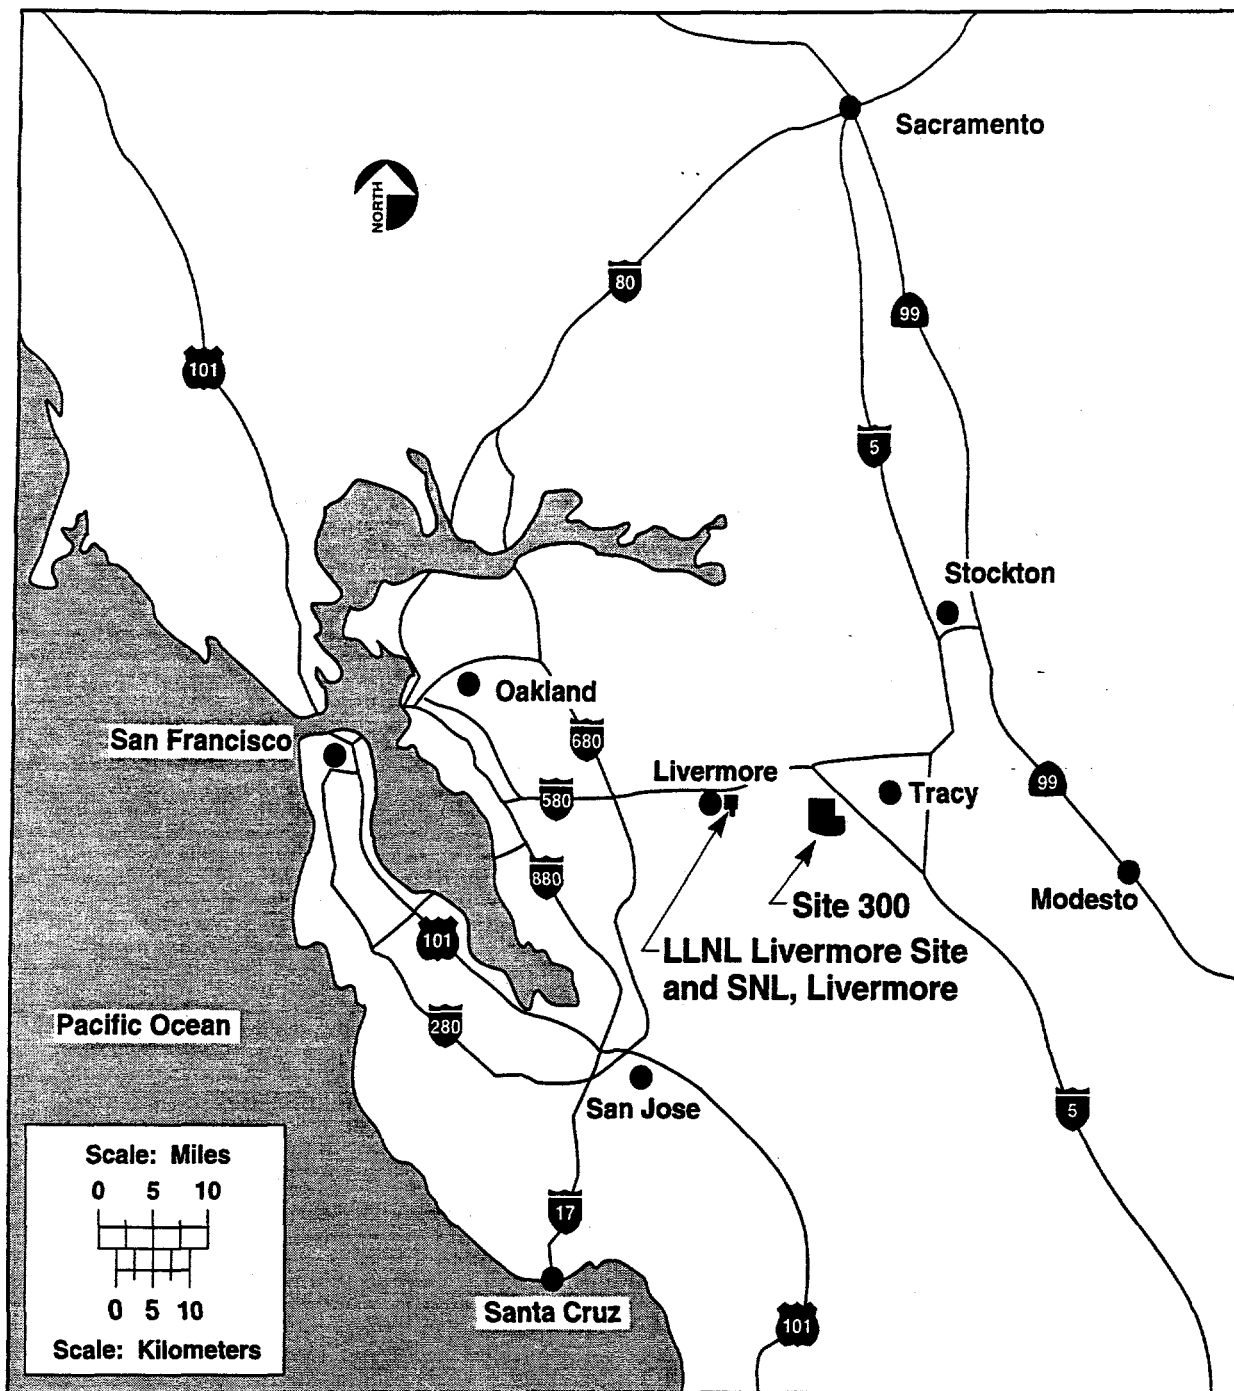 Sacramento
NORTH
80
99
101
5
Stockton
Oakland
San Francisco
680
Livermore
580
Tracy
99
880
Site 300
Modesto
101
LLNL Livermore Site
and SNL, Livermore
Pacific Ocean
280
San Jose
5
Scale: Miles
0 5 10
17
0 5 10
Santa Cruz
101
Scale: Kilometers